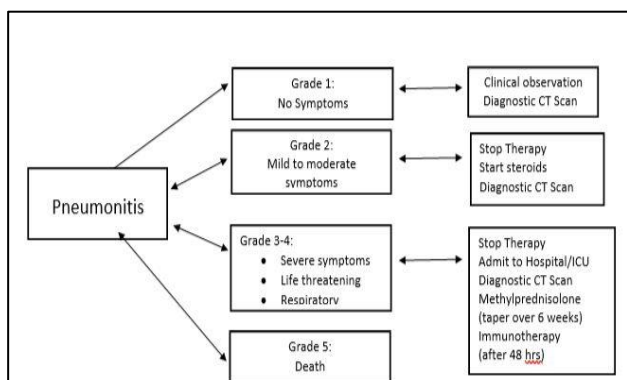 Pneumonitis
Grade 1:
No Symptoms
Clinical observation
Diagnostic CT Scan
Grade 2:
Mild to moderate
symptoms
Stop Therapy
Start steroids
Diagnostic CT Scan
Grade 3-4:
• Severe symptoms
• Life threatening
• Respiratory
Stop Therapy
Admit to Hospital/ICU
Diagnostic CT Scan
Methylprednisolone
(taper over 6 weeks)
Immunotherapy
(after 48 hrs)
Grade 5:
Death